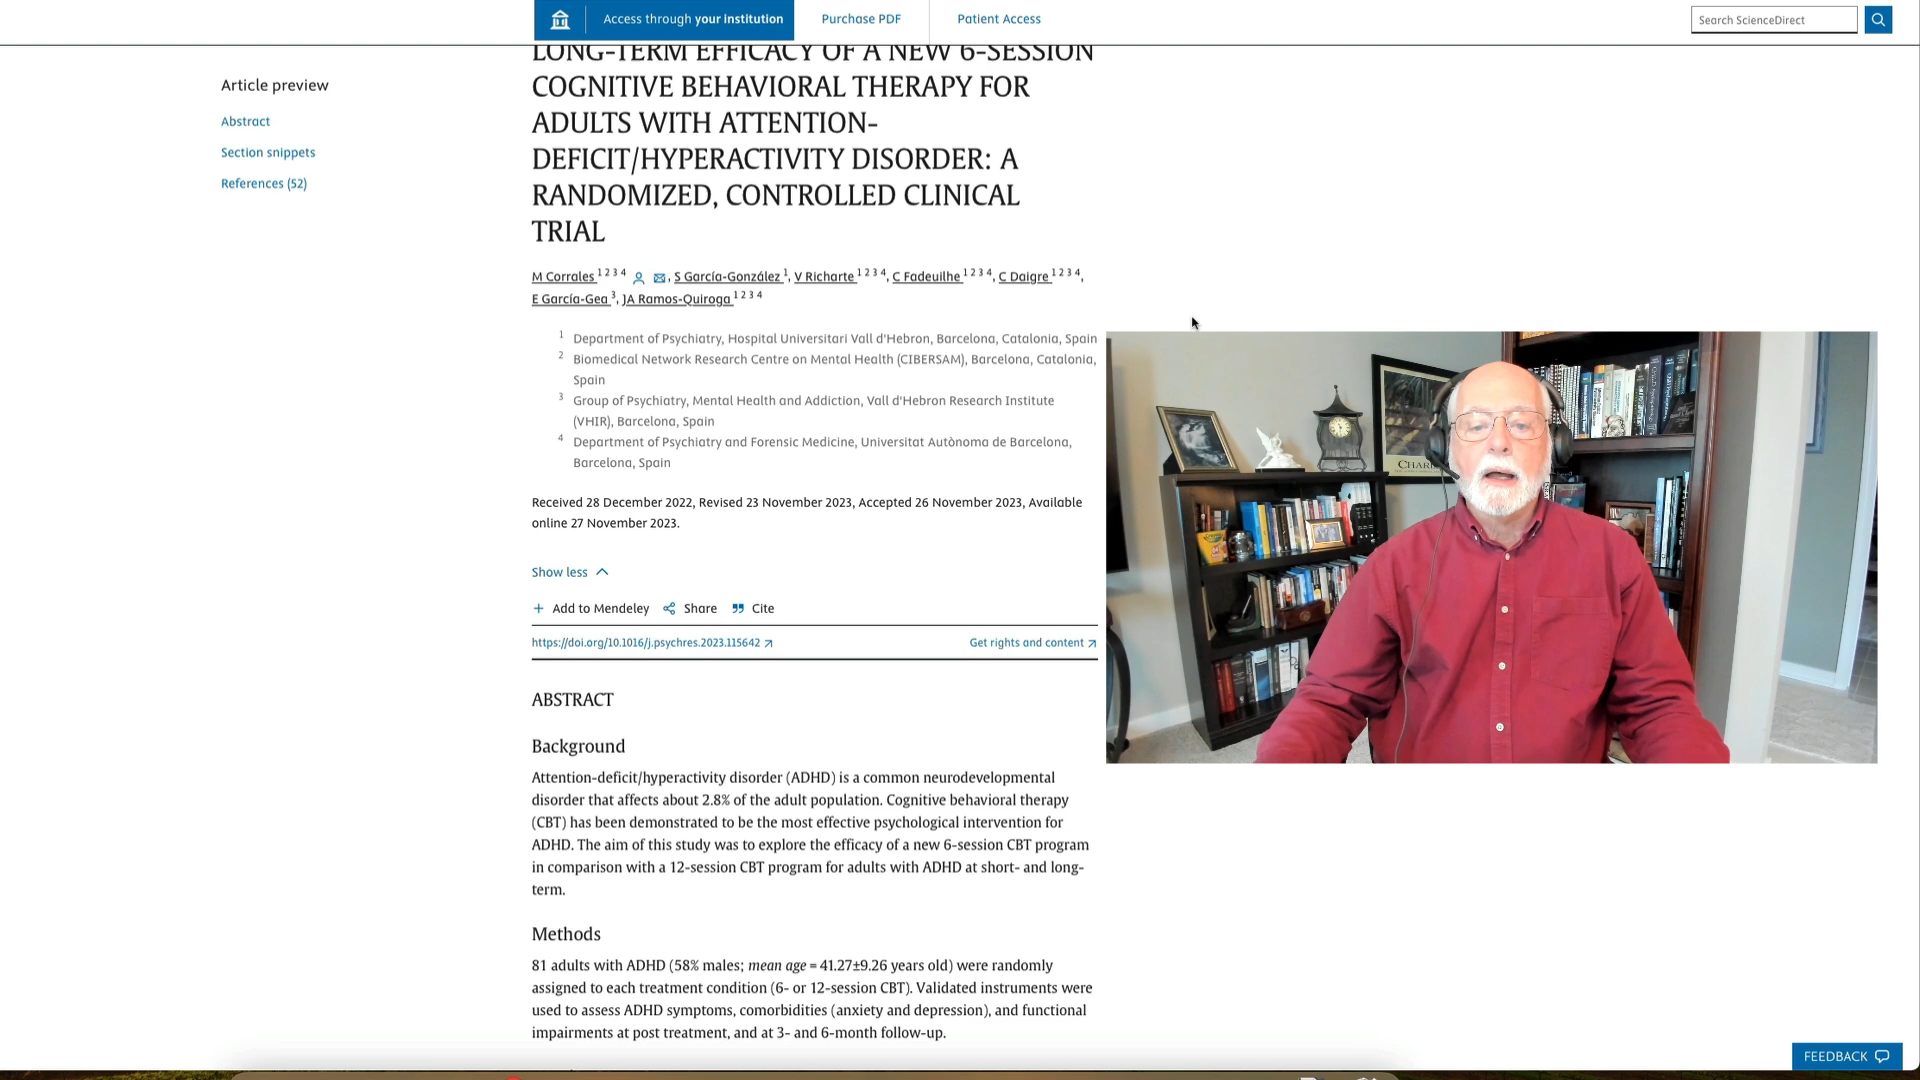 Access through your institution
Purchase PDF
Patient Access
Search ScienceDirect
Article preview
Abstract
Section snippets
References (52)
LONG-TERM EFFICACY OF A NEW 6-SESSION
COGNITIVE BEHAVIORAL THERAPY FOR
ADULTS WITH ATTENTION-
DEFICIT/HYPERACTIVITY DISORDER: A
RANDOMIZED, CONTROLLED CLINICAL
TRIAL
M Corrales 1 2 3 4, S García-González 1, V Richarte 1 2 3 4, C Fadeuilhe 1 2 3 4, C Daigre 1 2 3 4,
E García-Gea 3, JA Ramos-Quiroga 1 2 3 4
1 Department of Psychiatry, Hospital Universitari Vall d'Hebron, Barcelona, Catalonia, Spain
2 Biomedical Network Research Centre on Mental Health (CIBERSAM), Barcelona, Catalonia,
Spain
3 Group of Psychiatry, Mental Health and Addiction, Vall d'Hebron Research Institute
(VHIR), Barcelona, Spain
4 Department of Psychiatry and Forensic Medicine, Universitat Autònoma de Barcelona,
Barcelona, Spain
Received 28 December 2022, Revised 23 November 2023, Accepted 26 November 2023, Available
online 27 November 2023.
Show less
Add to Mendeley
Share
Cite
https://doi.org/10.1016/j.psychres.2023.115642
Get rights and content
ABSTRACT
Background
Attention-deficit/hyperactivity disorder (ADHD) is a common neurodevelopmental
disorder that affects about 2.8% of the adult population. Cognitive behavioral therapy
(CBT) has been demonstrated to be the most effective psychological intervention for
ADHD. The aim of this study was to explore the efficacy of a new 6-session CBT program
in comparison with a 12-session CBT program for adults with ADHD at short- and long-
term.
Methods
81 adults with ADHD (58% males; mean age = 41.27±9.26 years old) were randomly
assigned to each treatment condition (6- or 12-session CBT). Validated instruments were
used to assess ADHD symptoms, comorbidities (anxiety and depression), and functional
impairments at post treatment, and at 3- and 6-month follow-up.
FEEDBACK